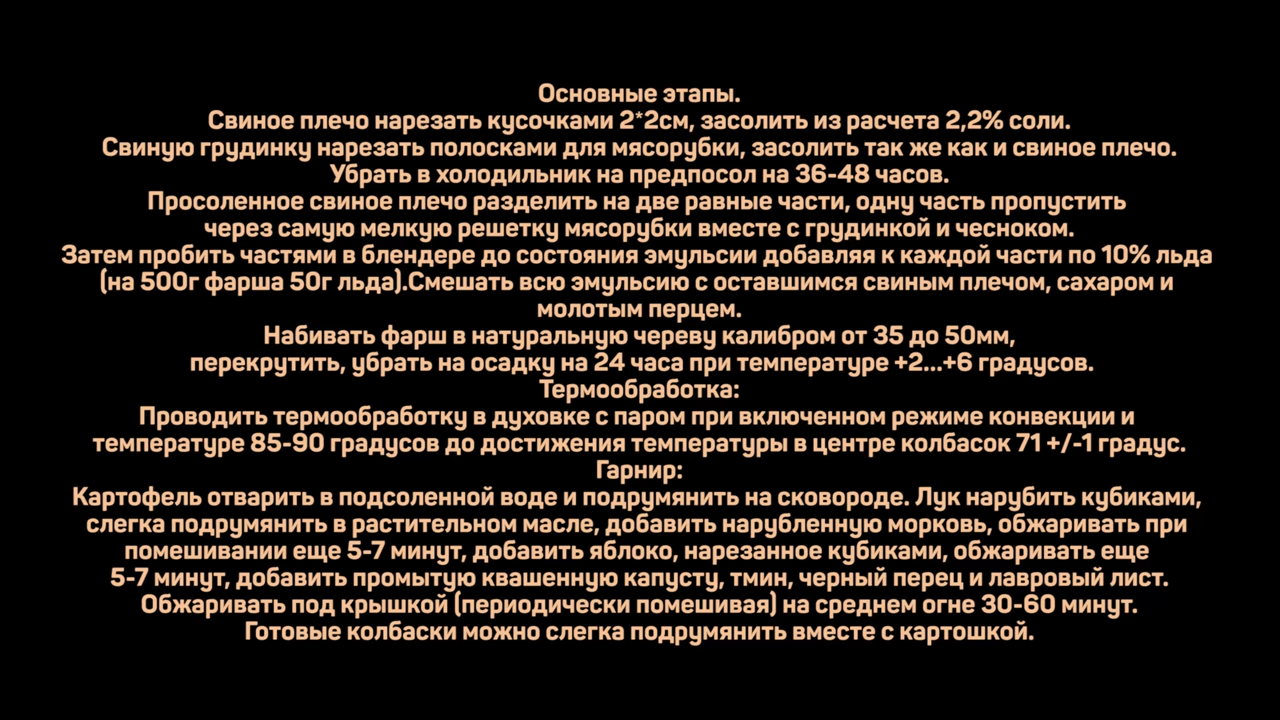 Основные этапы.
Свиное плечо нарезать кусочками 2*2см, засолить из расчета 2,2% соли.
Свиную грудинку нарезать полосками для мясорубки, засолить так же как и свиное плечо.
Убрать в холодильник на предпосол на 36-48 часов.
Просоленное свиное плечо разделить на две равные части, одну часть пропустить
через самую мелкую решетку мясорубки вместе с грудинкой и чесноком.
Затем пробить частями в блендере до состояния эмульсии добавляя к каждой части по 10% льда
(на 500г фарша 50г льда).Смешать всю эмульсию с оставшимся свиным плечом, сахаром и
молотым перцем.
Набивать фарш в натуральную череву калибром от 35 до 50мм,
перекрутить, убрать на осадку на 24 часа при температуре +2...+6 градусов.
Термообработка:
Проводить термообработку в духовке с паром при включенном режиме конвекции и
температуре 85-90 градусов до достижения температуры в центре колбасок 71 +/-1 градус.
Гарнир:
Картофель отварить в подсоленной воде и подрумянить на сковороде. Лук нарубить кубиками,
слегка подрумянить в растительном масле, добавить нарубленную морковь, обжаривать при
помешивании еще 5-7 минут, добавить яблоко, нарезанное кубиками, обжаривать еще
5-7 минут, добавить промытую квашенную капусту, тмин, черный перец и лавровый лист.
Обжаривать под крышкой (периодически помешивая) на среднем огне 30-60 минут.
Готовые колбаски можно слегка подрумянить вместе с картошкой.